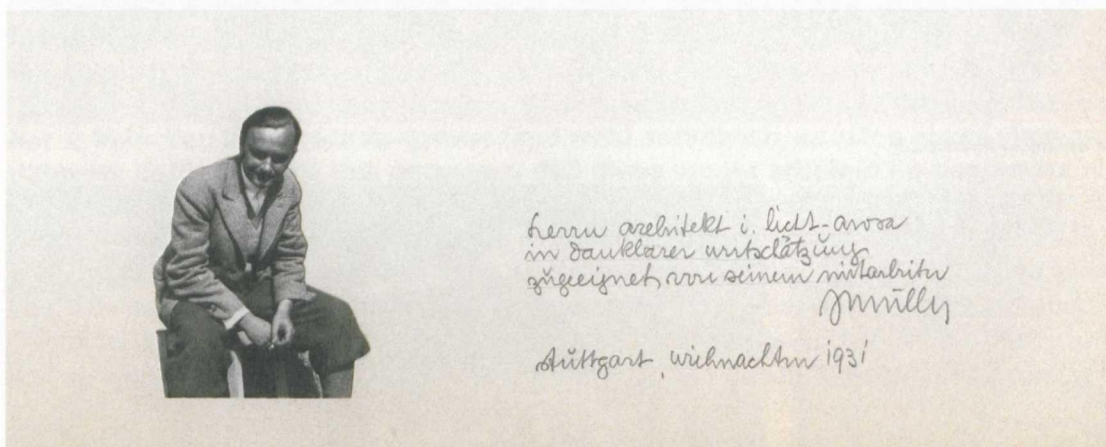 herrn architekt i. licht-arosa
in dankbarer wertschätzung
zugeeignet von seinem mitarbeiter
stuttgart, weihnachten 1931